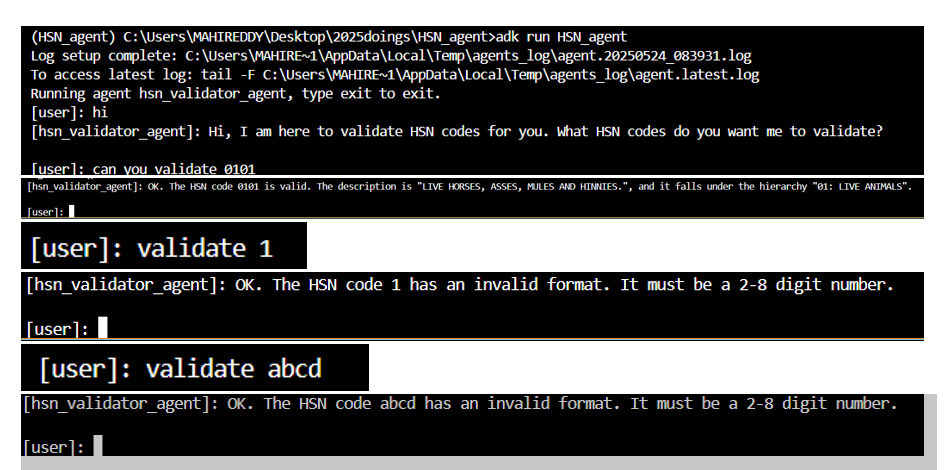 (HSN_agent) C:\Users\MAHIREDDY\Desktop\2025doings\HSN_agent>adk run HSN_agent
Log setup complete: C:\Users\MAHIRE~1\AppData\Local\Temp\agents_log\agent.20250524_083931.log
To access latest log: tail -F C:\Users\MAHIRE~1\AppData\Local\Temp\agents_log\agent.latest.log
Running agent hsn_validator_agent, type exit to exit.
[user]: hi
[hsn_validator_agent]: Hi, I am here to validate HSN codes for you. What HSN codes do you want me to validate?
[user]: can you validate 0101
[hsn_validator_agent]: OK. The HSN code 0101 is valid. The description is "LIVE HORSES, ASSES, MULES AND HINNIES.", and it falls under the hierarchy "01: LIVE ANIMALS".
[user]:
[user]: validate 1
[hsn_validator_agent]: OK. The HSN code 1 has an invalid format. It must be a 2-8 digit number.
[user]:
[user]: validate abcd
[hsn_validator_agent]: OK. The HSN code abcd has an invalid format. It must be a 2-8 digit number.
[user]: